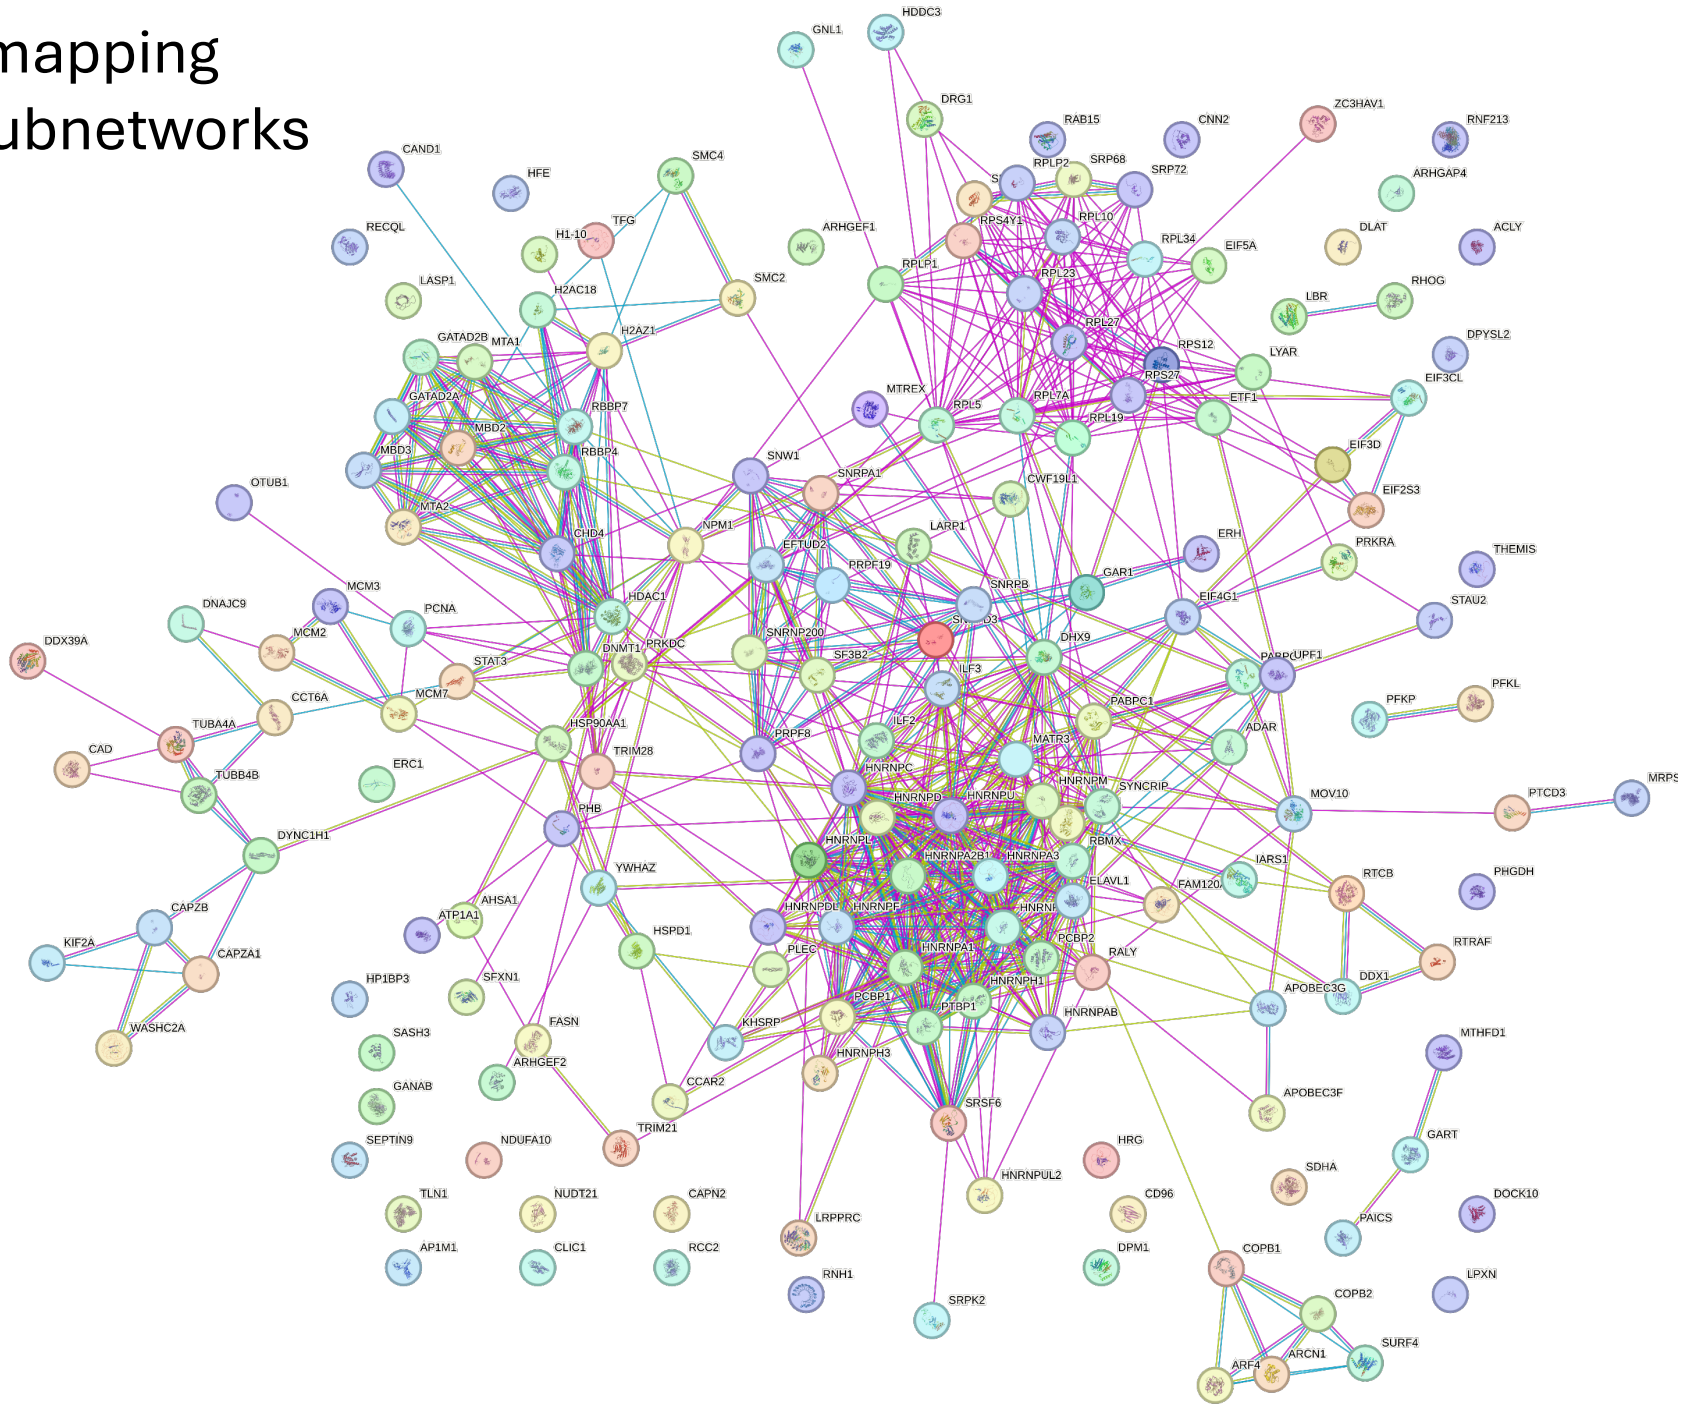 mapping
ubnetworks
GNL1
HDDC3
DRG1
RAB15
CNN2
ZC3HAV1
RNF213
CAND1
HFE
SMC4
RPLP2
SRP68
SRP72
ARHGAP4
RECQL
H1-10
TFG
ARHGEF1
RPS4Y1
RPL10
RPL34
EIF5A
DLAT
ACLY
LASP1
H2AC18
SMC2
RPLP1
RPL23
LBR
RHOG
GATAD2B
MTA1
H2AZ1
RPL27
RPS12
LYAR
DPYSL2
GATAD2A
RBBP7
MTREX
RPL5
RPL7A
RPS27
RPL19
ETF1
EIF3CL
MBD3
MBD2
RBBP4
SNW1
SNRPA1
CWF19L1
EIF3D
OTUB1
MTA2
CHD4
NPM1
EFTUD2
LARP1
EIF2S3
PRPF19
SNRPB
GAR1
ERH
PRKRA
THEMIS
DNAJC9
MCM3
PCNA
HDAC1
EIF4G1
STAU2
DDX39A
MCM2
STAT3
DNMT1
PRKDC
SNRNP200
SF3B2
ILF3
DHX9
UPF1
CCT6A
MCM7
PABPC1
PFKP
PFKL
CAD
TUBA4A
TUBB4B
ERC1
HSP90AA1
TRIM28
PRPF8
ILF2
MATR3
ADAR
HNRNPC
HNRNPD
HNRNPU
HNRNPM
SYNCRIP
MOV10
PTCD3
MRPS
DYNC1H1
PHB
HNRNPL
HNRNPA2B1
HNRNPA3
RBMX
IARS1
RTCB
PHGDH
YWHAZ
ELAVL1
FAM120A
CAPZB
ATP1A1
AHSA1
HNRNPDL
HNRNPF
KIF2A
CAPZA1
HSPD1
PLEC
HNRNPA1
PCBP2
RALY
RTRAF
HP1BP3
SFXN1
PCBP1
PTBP1
HNRNPH1
HNRNPAB
APOBEC3G
DDX1
WASHC2A
SASH3
FASN
KHSRP
HNRNPH3
MTHFD1
GANAB
ARHGEF2
CCAR2
SRSF6
APOBEC3F
SEPTIN9
NDUFA10
TRIM21
HNRNPUL2
HRG
SDHA
GART
TLN1
NUDT21
CAPN2
LRPPRC
CD96
PAICS
DOCK10
AP1M1
CLIC1
RCC2
RNH1
SRPK2
DPM1
COPB1
COPB2
LPXN
ARF4
ARCN1
SURF4